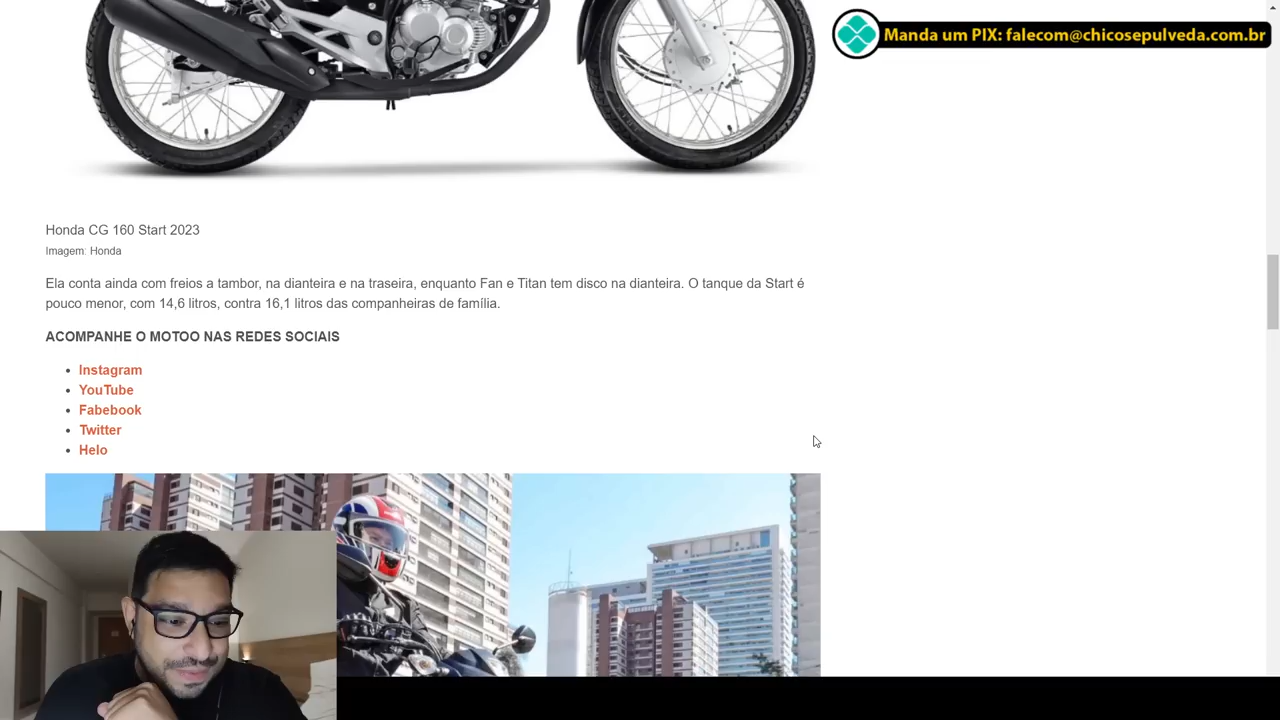 Manda um PIX: falecom@chicosepulveda.com.br
Honda CG 160 Start 2023
Imagem: Honda
Ela conta ainda com freios a tambor, na dianteira e na traseira, enquanto Fan e Titan tem disco na dianteira. O tanque da Start é
pouco menor, com 14,6 litros, contra 16,1 litros das companheiras de família.
ACOMPANHE O MOTOO NAS REDES SOCIAIS
Instagram
YouTube
Fabebook
Twitter
Helo